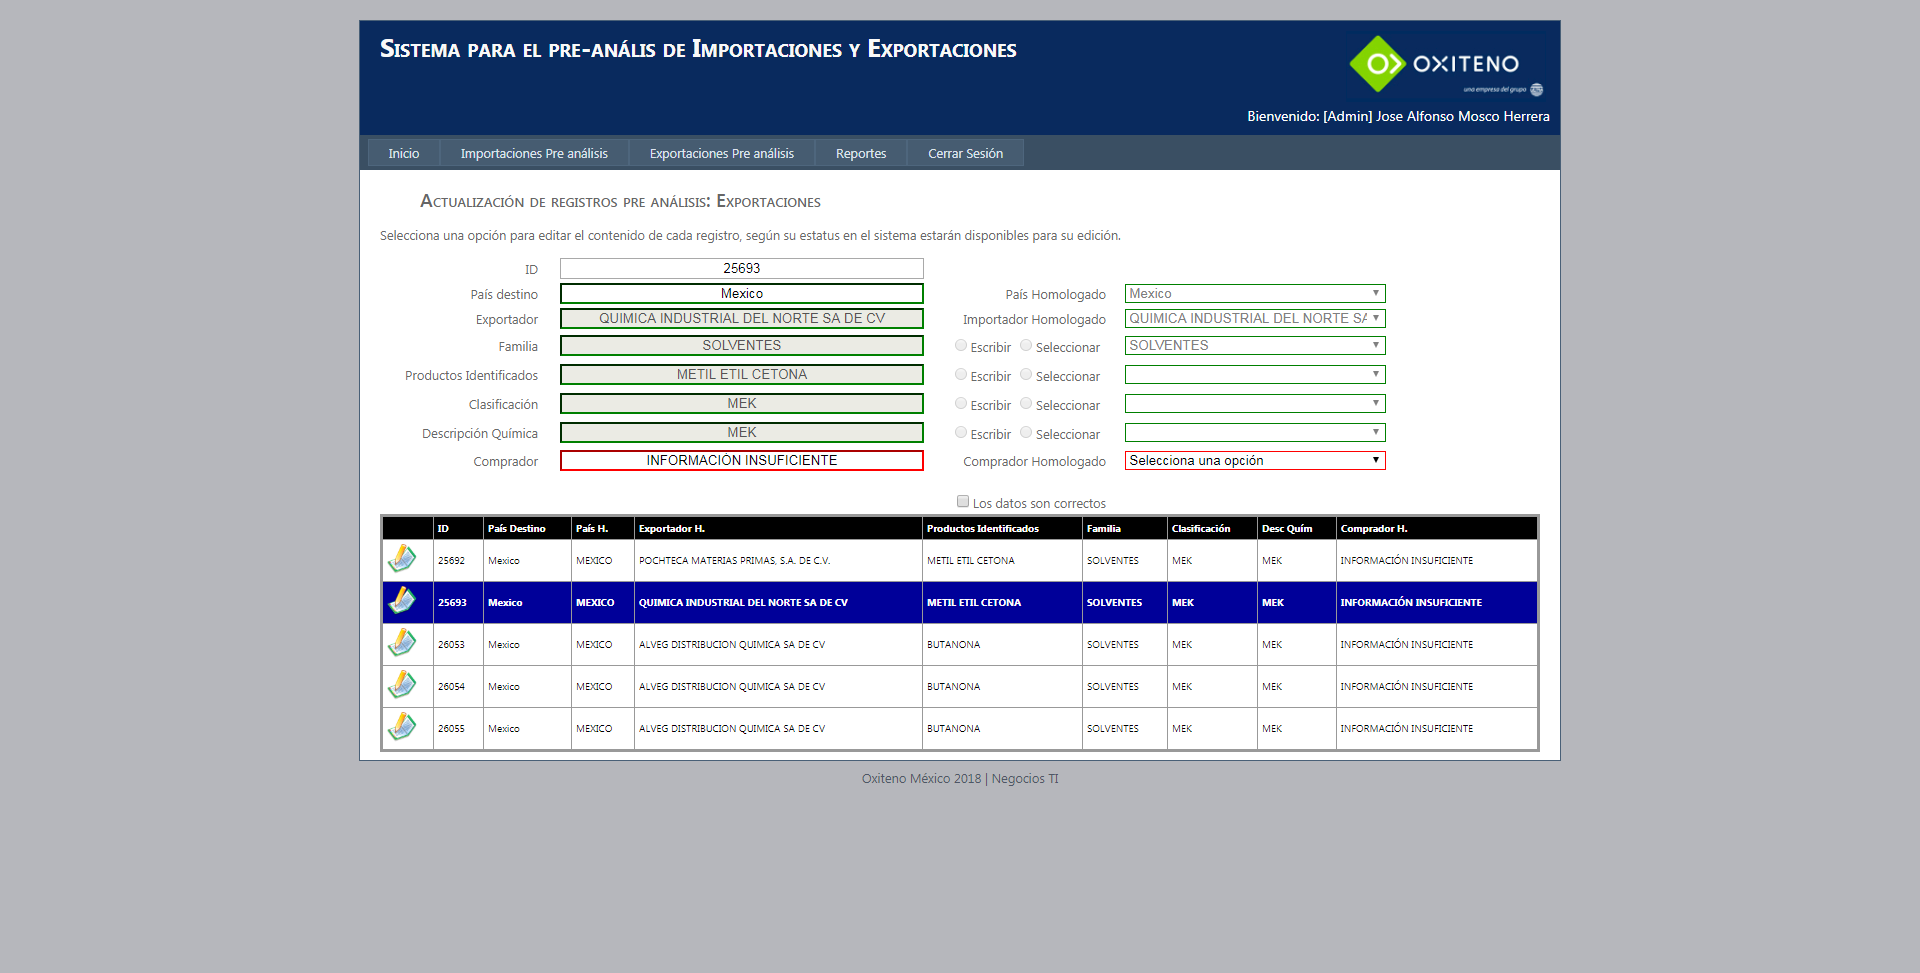 Sistema para el pre-anális de Importaciones y Exportaciones
OXITENO
una empresa del grupo
Bienvenido: [Admin] Jose Alfonso Mosco Herrera
Inicio Importaciones Pre análisis Exportaciones Pre análisis Reportes Cerrar Sesión
Actualización de registros pre análisis: Exportaciones
Selecciona una opción para editar el contenido de cada registro, según su estatus en el sistema estarán disponibles para su edición.
ID 25693
País destino Mexico País Homologado Mexico
Exportador QUIMICA INDUSTRIAL DEL NORTE SA DE CV Importador Homologado QUIMICA INDUSTRIAL DEL NORTE SA
Familia SOLVENTES Escribir Seleccionar SOLVENTES
Productos Identificados METIL ETIL CETONA Escribir Seleccionar
Clasificación MEK Escribir Seleccionar
Descripción Química MEK Escribir Seleccionar
Comprador INFORMACIÓN INSUFICIENTE Comprador Homologado Selecciona una opción
Los datos son correctos
ID País Destino País H. Exportador H. Productos Identificados Familia Clasificación Desc Quím Comprador H.
25692 Mexico MEXICO POCHTECA MATERIAS PRIMAS, S.A. DE C.V. METIL ETIL CETONA SOLVENTES MEK MEK INFORMACIÓN INSUFICIENTE
25693 Mexico MEXICO QUIMICA INDUSTRIAL DEL NORTE SA DE CV METIL ETIL CETONA SOLVENTES MEK MEK INFORMACIÓN INSUFICIENTE
26053 Mexico MEXICO ALVEG DISTRIBUCION QUIMICA SA DE CV BUTANONA SOLVENTES MEK MEK INFORMACIÓN INSUFICIENTE
26054 Mexico MEXICO ALVEG DISTRIBUCION QUIMICA SA DE CV BUTANONA SOLVENTES MEK MEK INFORMACIÓN INSUFICIENTE
26055 Mexico MEXICO ALVEG DISTRIBUCION QUIMICA SA DE CV BUTANONA SOLVENTES MEK MEK INFORMACIÓN INSUFICIENTE
Oxiteno México 2018 | Negocios TI